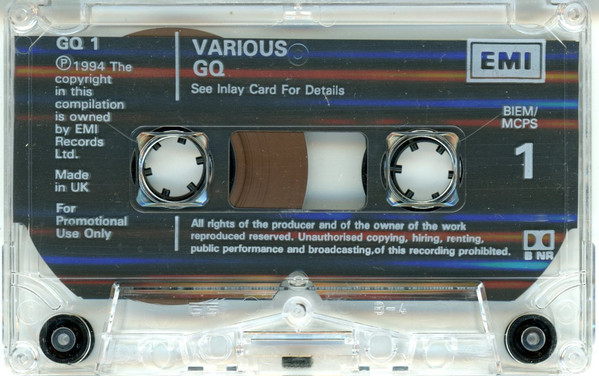 GQ 1
℗ 1994 The
copyright
in this
compilation
is owned
by EMI
Records
Ltd.
Made
in UK
For
Promotional
Use Only
VARIOUS
GQ
See Inlay Card For Details
EMI
BIEM/
MCPS
1
All rights of the producer and of the owner of the work
reproduced reserved. Unauthorised copying, hiring, renting,
public performance and broadcasting,of this recording prohibited.
B NR